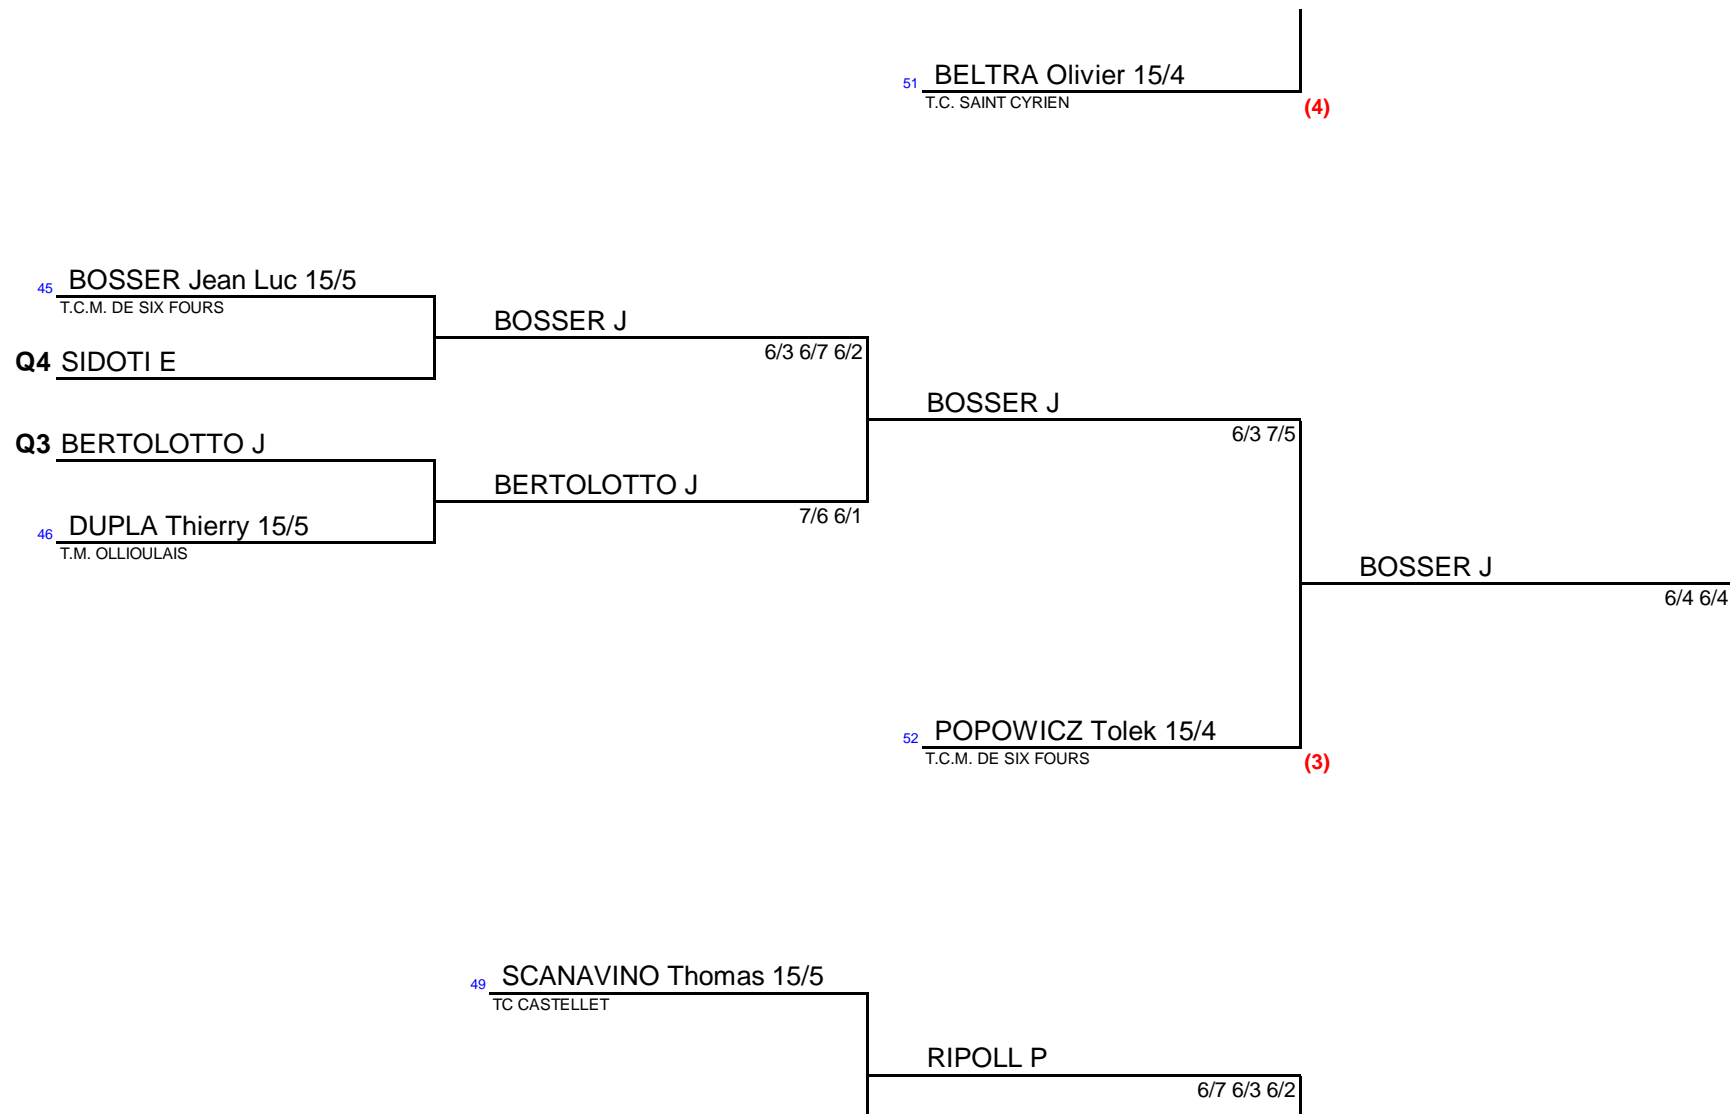 51 BELTRA Olivier 15/4
T.C. SAINT CYRIEN
(4)
45 BOSSER Jean Luc 15/5
T.C.M. DE SIX FOURS
BOSSER J
6/3 6/7 6/2
Q4 SIDOTI E
BOSSER J
6/3 7/5
Q3 BERTOLOTTO J
BERTOLOTTO J
7/6 6/1
46 DUPLA Thierry 15/5
T.M. OLLIOULAIS
BOSSER J
6/4 6/4
52 POPOWICZ Tolek 15/4
T.C.M. DE SIX FOURS
(3)
49 SCANAVINO Thomas 15/5
TC CASTELLET
RIPOLL P
6/7 6/3 6/2